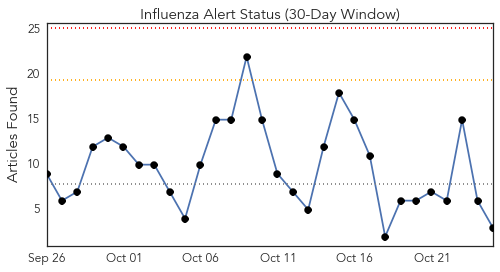 Influenza Alert Status (30-Day Window)
Articles Found
25
20
15
10
5
Sep 26 Oct 01 Oct 06 Oct 11 Oct 16 Oct 21